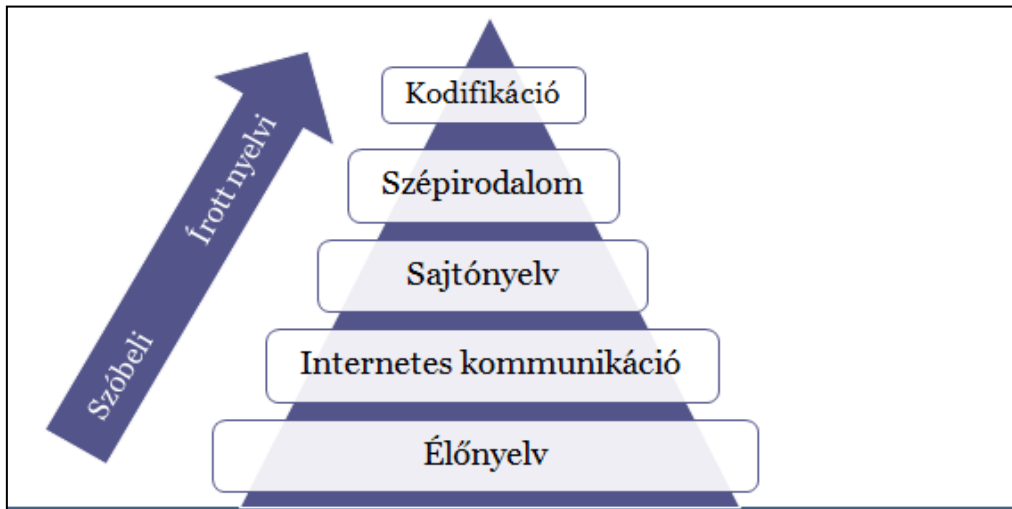 Kodifikáció
Szépirodalom
Sajtónyelv
Internetes kommunikáció
Élőnyelv
Szóbeli
Írott nyelvi